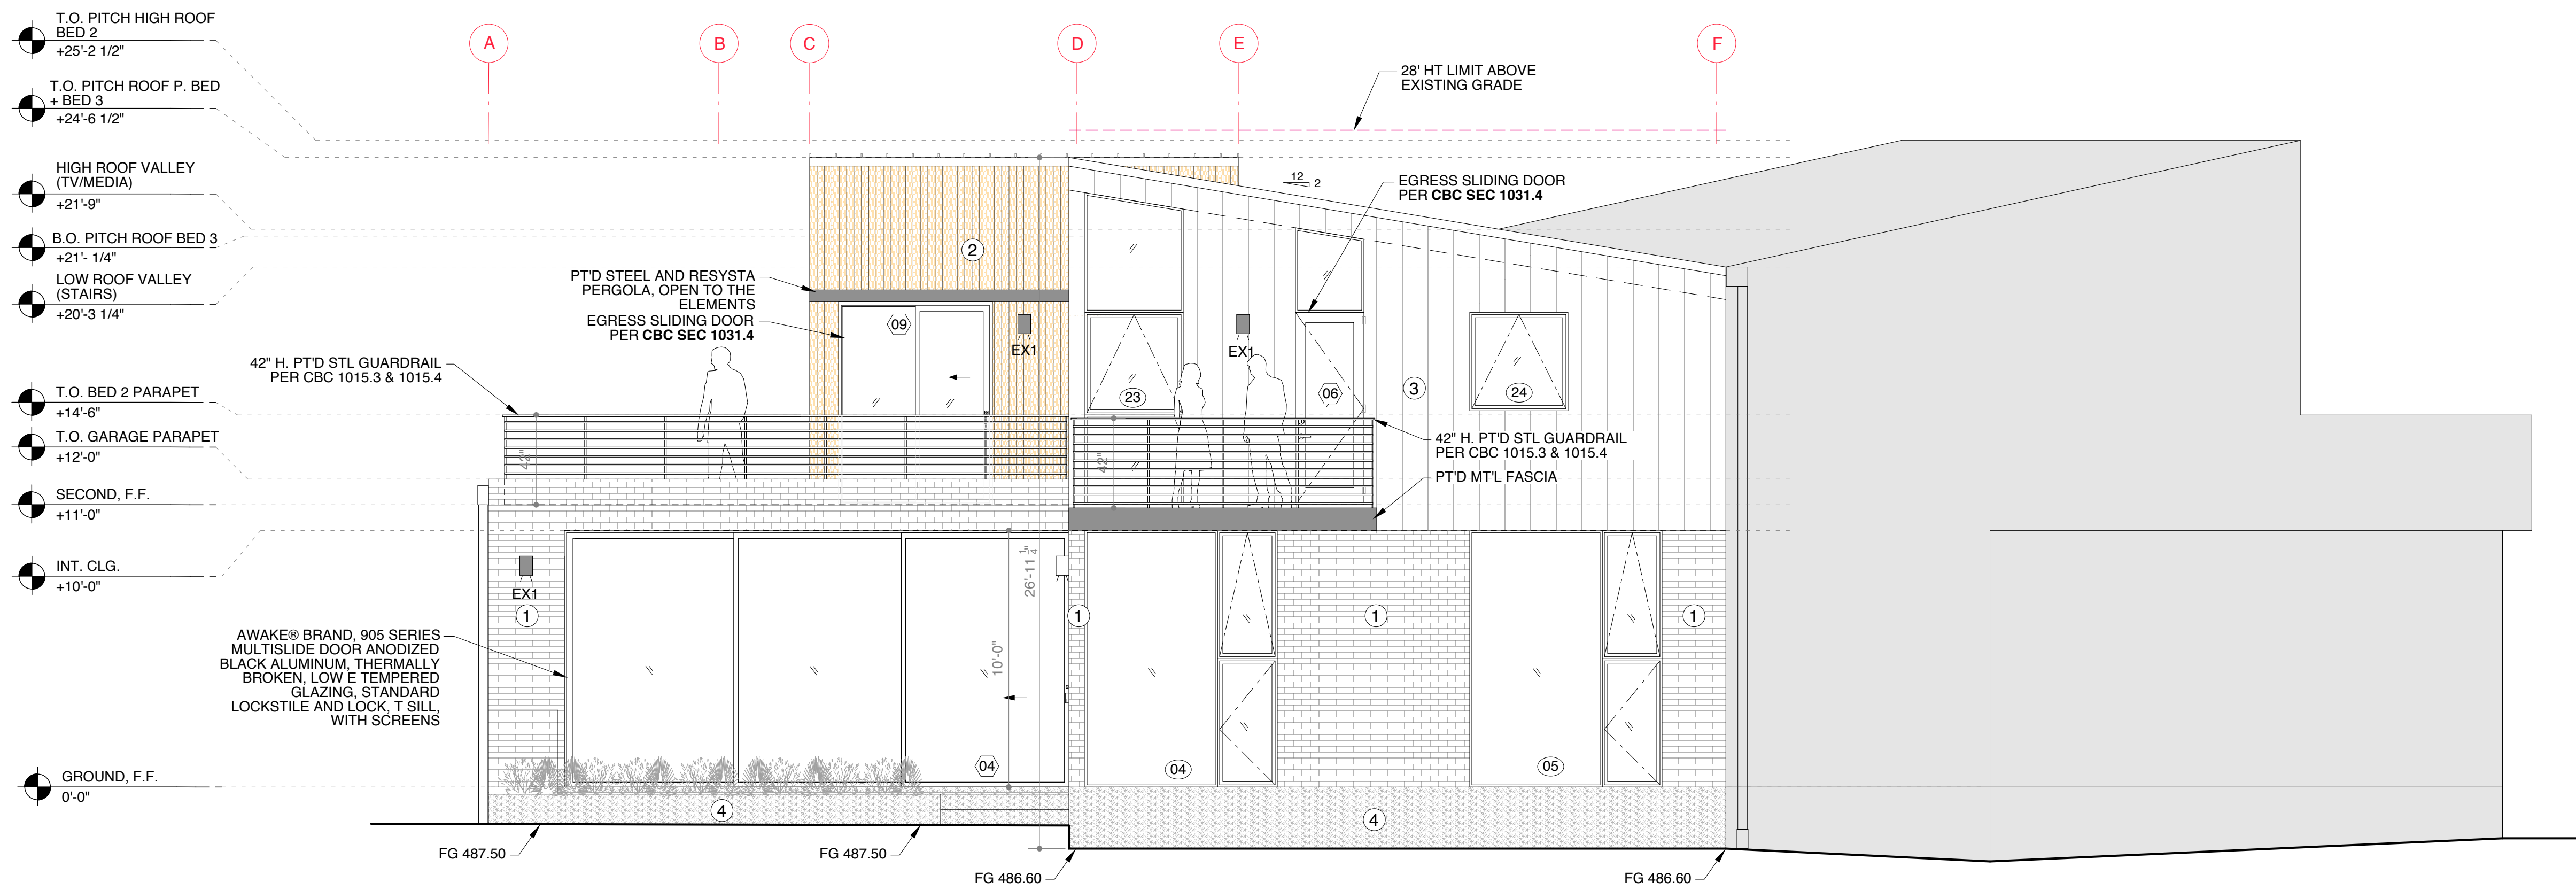 T.O. PITCH HIGH ROOF
BED 2
+25'-2 1/2"
T.O. PITCH ROOF P. BED
+ BED 3
+24'-6 1/2"
HIGH ROOF VALLEY
(TV/MEDIA)
+21'-9"
B.O. PITCH ROOF BED 3
+21'- 1/4"
LOW ROOF VALLEY
(STAIRS)
+20'-3 1/4"
T.O. BED 2 PARAPET
+14'-6"
T.O. GARAGE PARAPET
+12'-0"
SECOND, F.F.
+11'-0"
INT. CLG.
+10'-0"
GROUND, F.F.
0'-0"
A
B
C
D
E
F
28' HT LIMIT ABOVE
EXISTING GRADE
12
2
EGRESS SLIDING DOOR
PER CBC SEC 1031.4
2
PT'D STEEL AND RESYSTA
PERGOLA, OPEN TO THE
ELEMENTS
EGRESS SLIDING DOOR
PER CBC SEC 1031.4
09
EX1
EX1
42" H. PT'D STL GUARDRAIL
PER CBC 1015.3 & 1015.4
23
06
3
24
42"
42"
42" H. PT'D STL GUARDRAIL
PER CBC 1015.3 & 1015.4
PT'D MT'L FASCIA
EX1
1
26'-11 1/4"
10'-0"
1
1
1
AWAKE® BRAND, 905 SERIES
MULTISLIDE DOOR ANODIZED
BLACK ALUMINUM, THERMALLY
BROKEN, LOW E TEMPERED
GLAZING, STANDARD
LOCKSTILE AND LOCK, T SILL,
WITH SCREENS
04
04
05
4
4
FG 487.50
FG 487.50
FG 486.60
FG 486.60